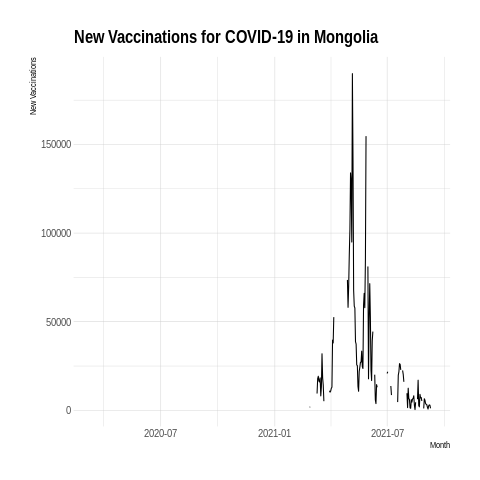 New Vaccinations for COVID-19 in Mongolia
New Vaccinations
150000
100000
50000
0
2020-07
2021-01
2021-07
Month